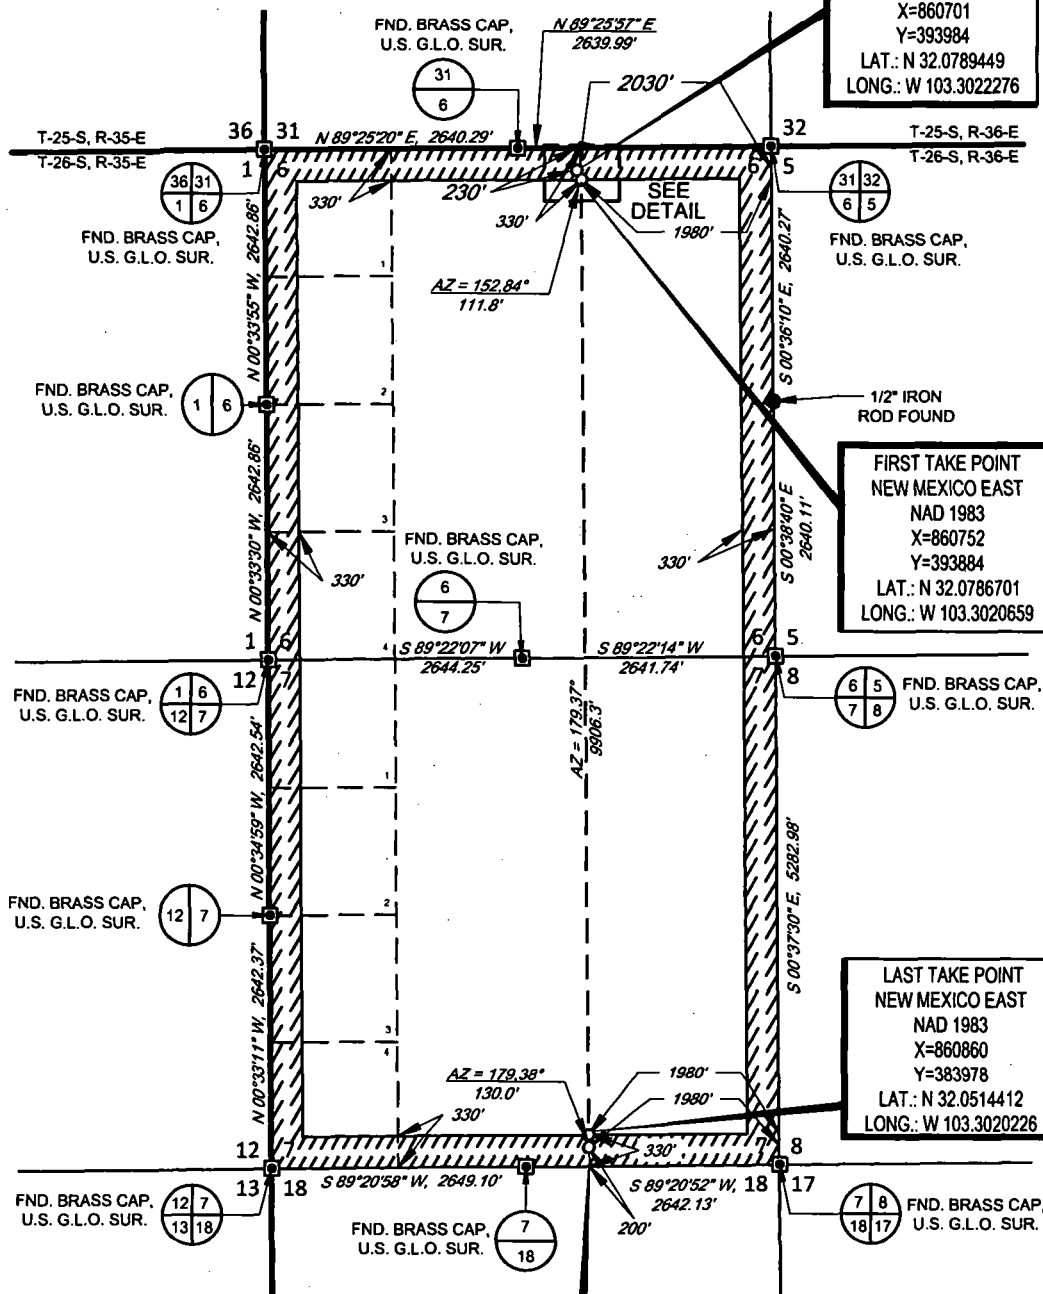 X=860701
Y=393984
LAT.: N 32.0789449
LONG.: W 103.3022276
FND. BRASS CAP,
U.S. G.L.O. SUR.
31
6
N 89°25'57" E
2639.99'
2030'
T-25-S, R-35-E
T-26-S, R-35-E
36 31
1 6
N 89°25'20" E, 2640.29'
32
6 5
T-25-S, R-36-E
T-26-S, R-36-E
36 31
1 6
FND. BRASS CAP,
U.S. G.L.O. SUR.
330'
230'
330'
SEE
DETAIL
1980'
31 32
6 5
FND. BRASS CAP,
U.S. G.L.O. SUR.
N 00°33'55" W, 2642.86'
S 00°36'10" E, 2640.27'
1
AZ = 152.84°
111.8'
FND. BRASS CAP,
U.S. G.L.O. SUR.
1 6
2
1/2" IRON
ROD FOUND
FIRST TAKE POINT
NEW MEXICO EAST
NAD 1983
X=860752
Y=393884
LAT.: N 32.0786701
LONG.: W 103.3020659
N 00°33'30" W, 2642.86'
S 00°38'40" E
2640.11'
3
330'
330'
FND. BRASS CAP,
U.S. G.L.O. SUR.
6
7
1 6
12 7
4
S 89°22'07" W
2644.25'
S 89°22'14" W
2641.74'
6 5
7 8
FND. BRASS CAP,
U.S. G.L.O. SUR.
1 6
12 7
6 5
7 8
FND. BRASS CAP,
U.S. G.L.O. SUR.
AZ = 179.37°
9906.3'
N 00°34'59" W, 2642.54'
1
S 00°37'30" E, 5282.98'
FND. BRASS CAP,
U.S. G.L.O. SUR.
12 7
2
N 00°33'11" W, 2642.37'
3
4
LAST TAKE POINT
NEW MEXICO EAST
NAD 1983
X=860860
Y=383978
LAT.: N 32.0514412
LONG.: W 103.3020226
AZ = 179.38°
130.0'
1980'
1980'
330'
330'
12 7
13 18
7 8
18 17
S 89°20'58" W, 2649.10'
S 89°20'52" W,
2642.13'
200'
FND. BRASS CAP,
U.S. G.L.O. SUR.
12 7
13 18
FND. BRASS CAP,
U.S. G.L.O. SUR.
7
18
7 8
18 17
FND. BRASS CAP,
U.S. G.L.O. SUR.